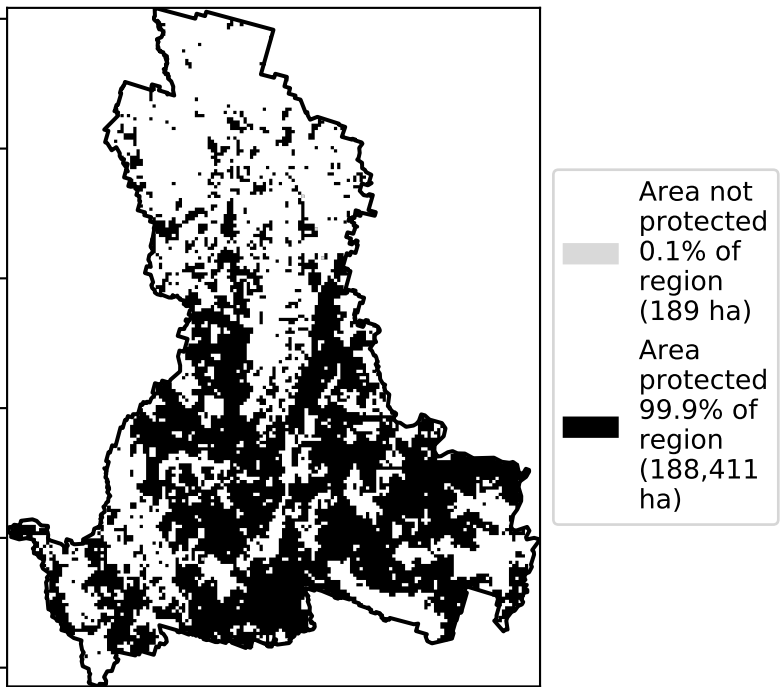 Area not
protected
0.1% of
region
(189 ha)
Area
protected
99.9% of
region
(188,411
ha)